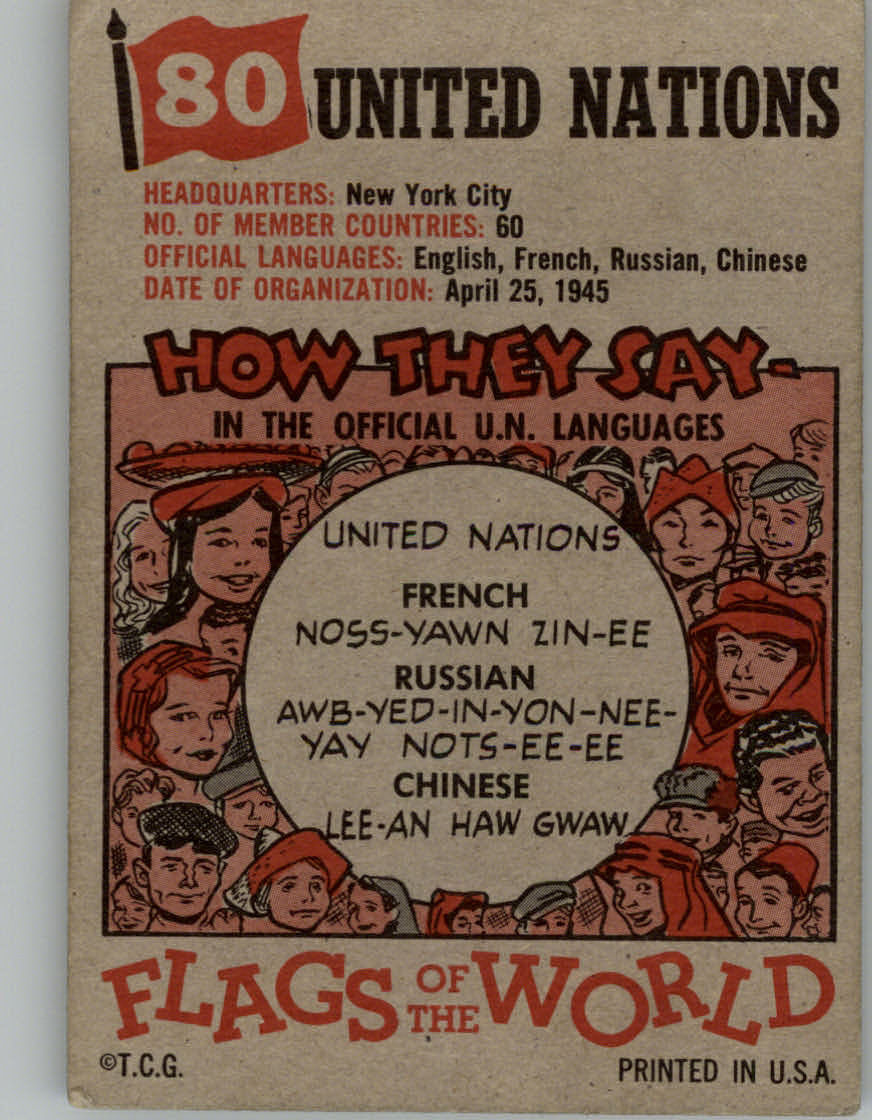 80 UNITED NATIONS
HEADQUARTERS: New York City
NO. OF MEMBER COUNTRIES: 60
OFFICIAL LANGUAGES: English, French, Russian, Chinese
DATE OF ORGANIZATION: April 25, 1945
HOW THEY SAY-
IN THE OFFICIAL U.N. LANGUAGES
UNITED NATIONS
FRENCH
NOSS-YAWN ZIN-EE
RUSSIAN
AWB-YED-IN-YON-NEE-
YAY NOTS-EE-EE
CHINESE
LEE-AN HAW GWAW
FLAGS OF THE WORLD
©T.C.G. PRINTED IN U.S.A.